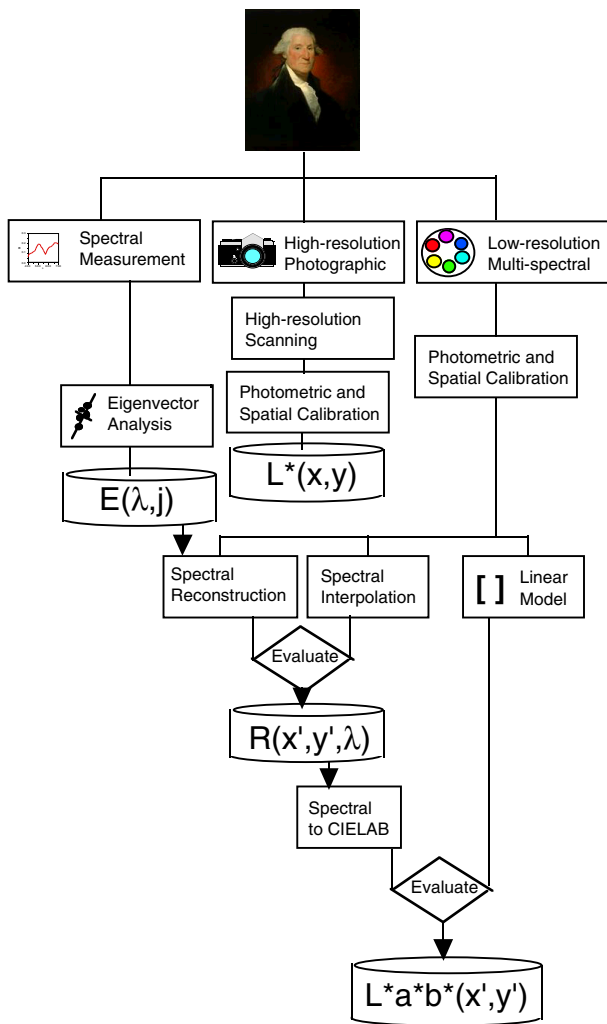 Spectral
Measurement
High-resolution
Photographic
Low-resolution
Multi-spectral
High-resolution
Scanning
Photometric and
Spatial Calibration
Photometric and
Spatial Calibration
Eigenvector
Analysis
L*(x,y)
E(λ,j)
Spectral
Reconstruction
Spectral
Interpolation
[ ] Linear
Model
Evaluate
R(x',y',λ)
Spectral
to CIELAB
Evaluate
L*a*b*(x',y')